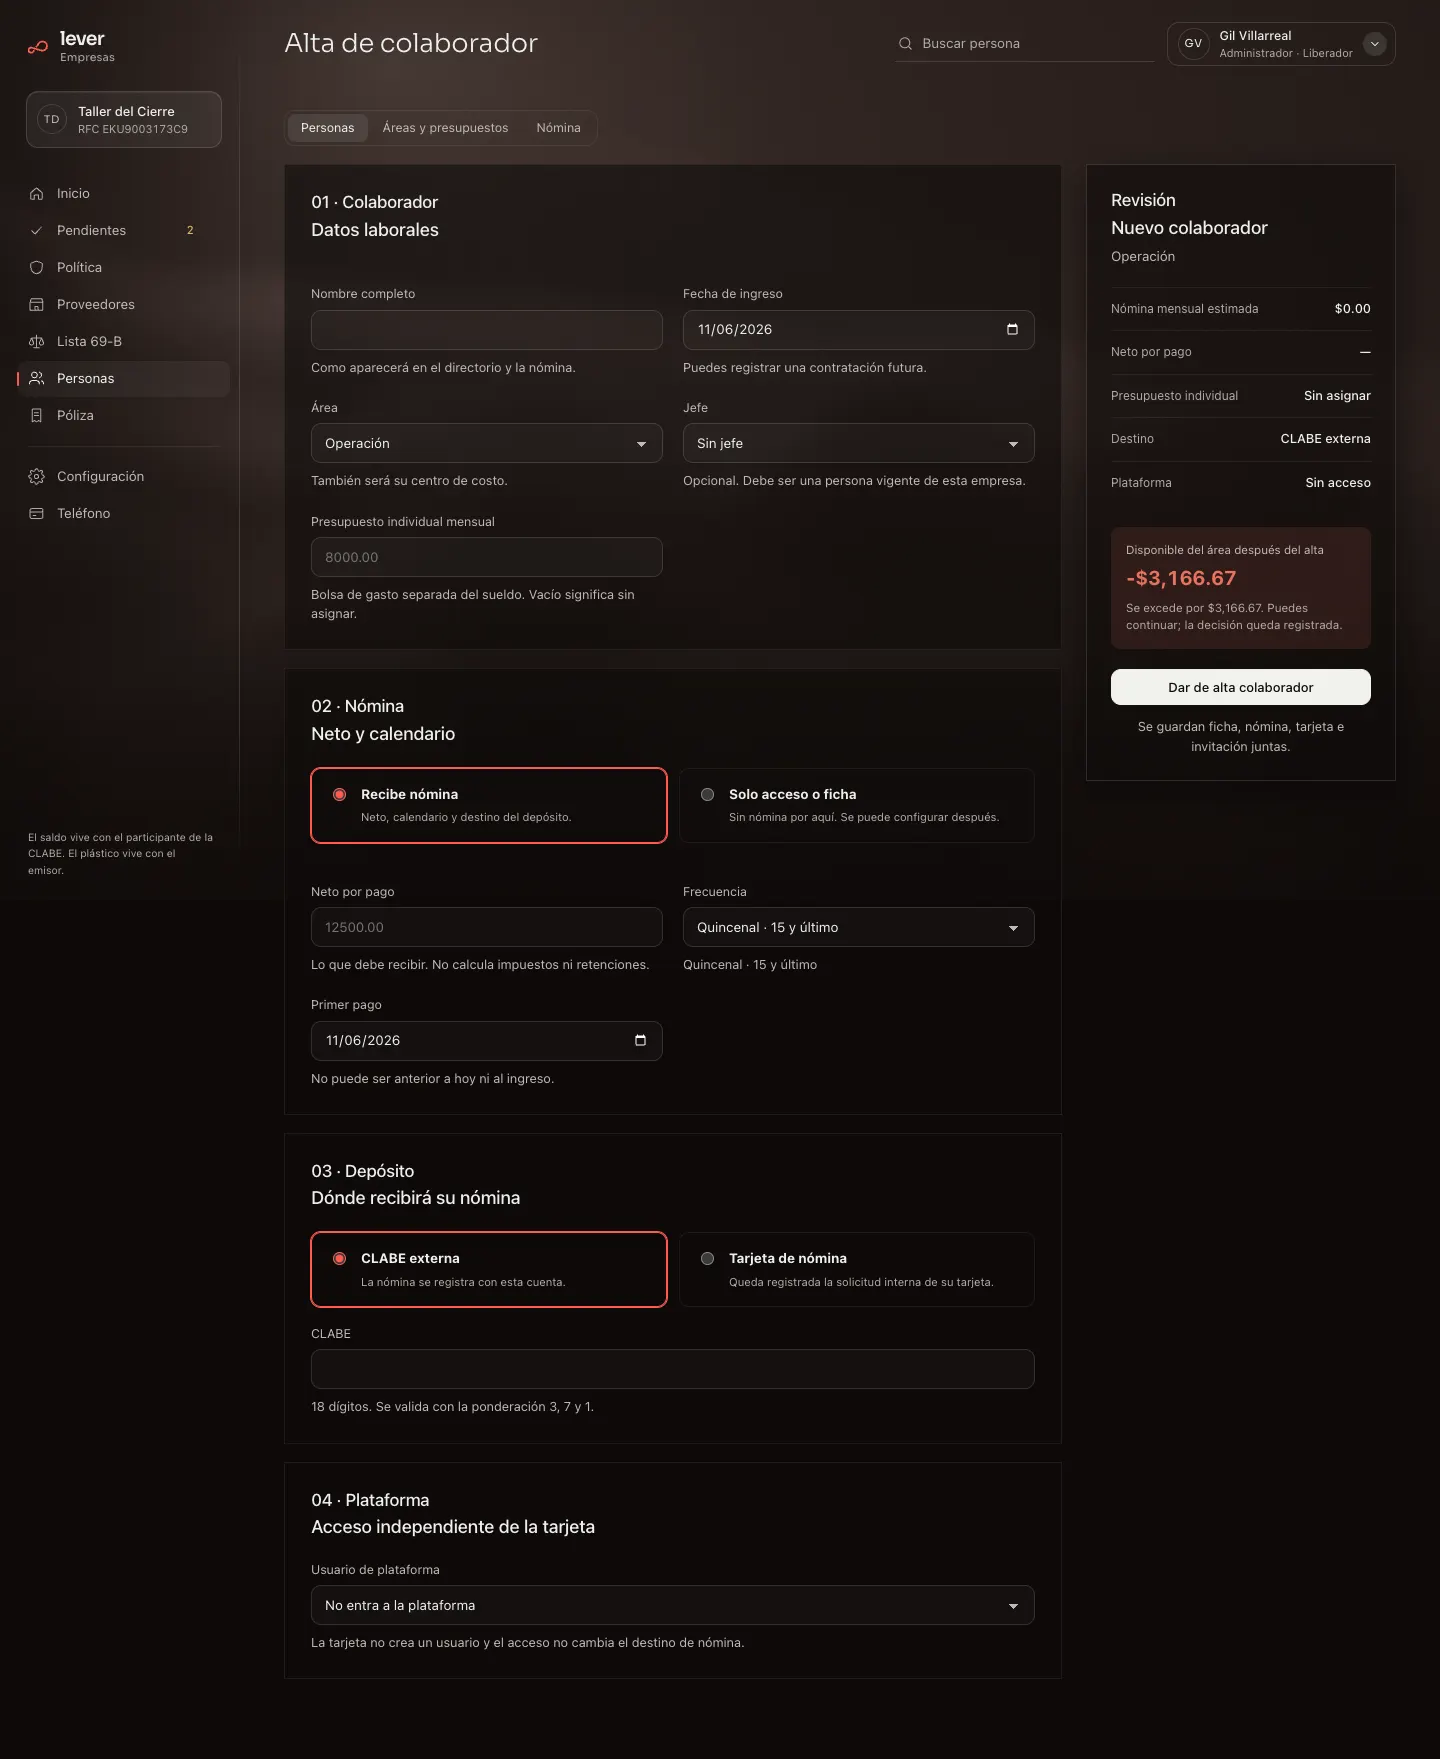 lever
Empresas
TD
Taller del Cierre
RFC EKU9003173C9
Inicio
Pendientes 2
Política
Proveedores
Lista 69-B
Personas
Póliza
Configuración
Teléfono
El saldo vive con el participante de la
CLABE. El plástico vive con el
emisor.
Alta de colaborador
Buscar persona
GV
Gil Villarreal
Administrador · Liberador
Personas Áreas y presupuestos Nómina
01 · Colaborador
Datos laborales
Nombre completo Fecha de ingreso
11/06/2026
Como aparecerá en el directorio y la nómina. Puedes registrar una contratación futura.
Área Jefe
Operación Sin jefe
También será su centro de costo. Opcional. Debe ser una persona vigente de esta empresa.
Presupuesto individual mensual
8000.00
Bolsa de gasto separada del sueldo. Vacío significa sin
asignar.
02 · Nómina
Neto y calendario
Recibe nómina
Neto, calendario y destino del depósito.
Solo acceso o ficha
Sin nómina por aquí. Se puede configurar después.
Neto por pago Frecuencia
12500.00 Quincenal · 15 y último
Lo que debe recibir. No calcula impuestos ni retenciones. Quincenal · 15 y último
Primer pago
11/06/2026
No puede ser anterior a hoy ni al ingreso.
03 · Depósito
Dónde recibirá su nómina
CLABE externa
La nómina se registra con esta cuenta.
Tarjeta de nómina
Queda registrada la solicitud interna de su tarjeta.
CLABE
18 dígitos. Se valida con la ponderación 3, 7 y 1.
04 · Plataforma
Acceso independiente de la tarjeta
Usuario de plataforma
No entra a la plataforma
La tarjeta no crea un usuario y el acceso no cambia el destino de nómina.
Revisión
Nuevo colaborador
Operación
Nómina mensual estimada $0.00
Neto por pago —
Presupuesto individual Sin asignar
Destino CLABE externa
Plataforma Sin acceso
Disponible del área después del alta
-$3,166.67
Se excede por $3,166.67. Puedes
continuar; la decisión queda registrada.
Dar de alta colaborador
Se guardan ficha, nómina, tarjeta e
invitación juntas.